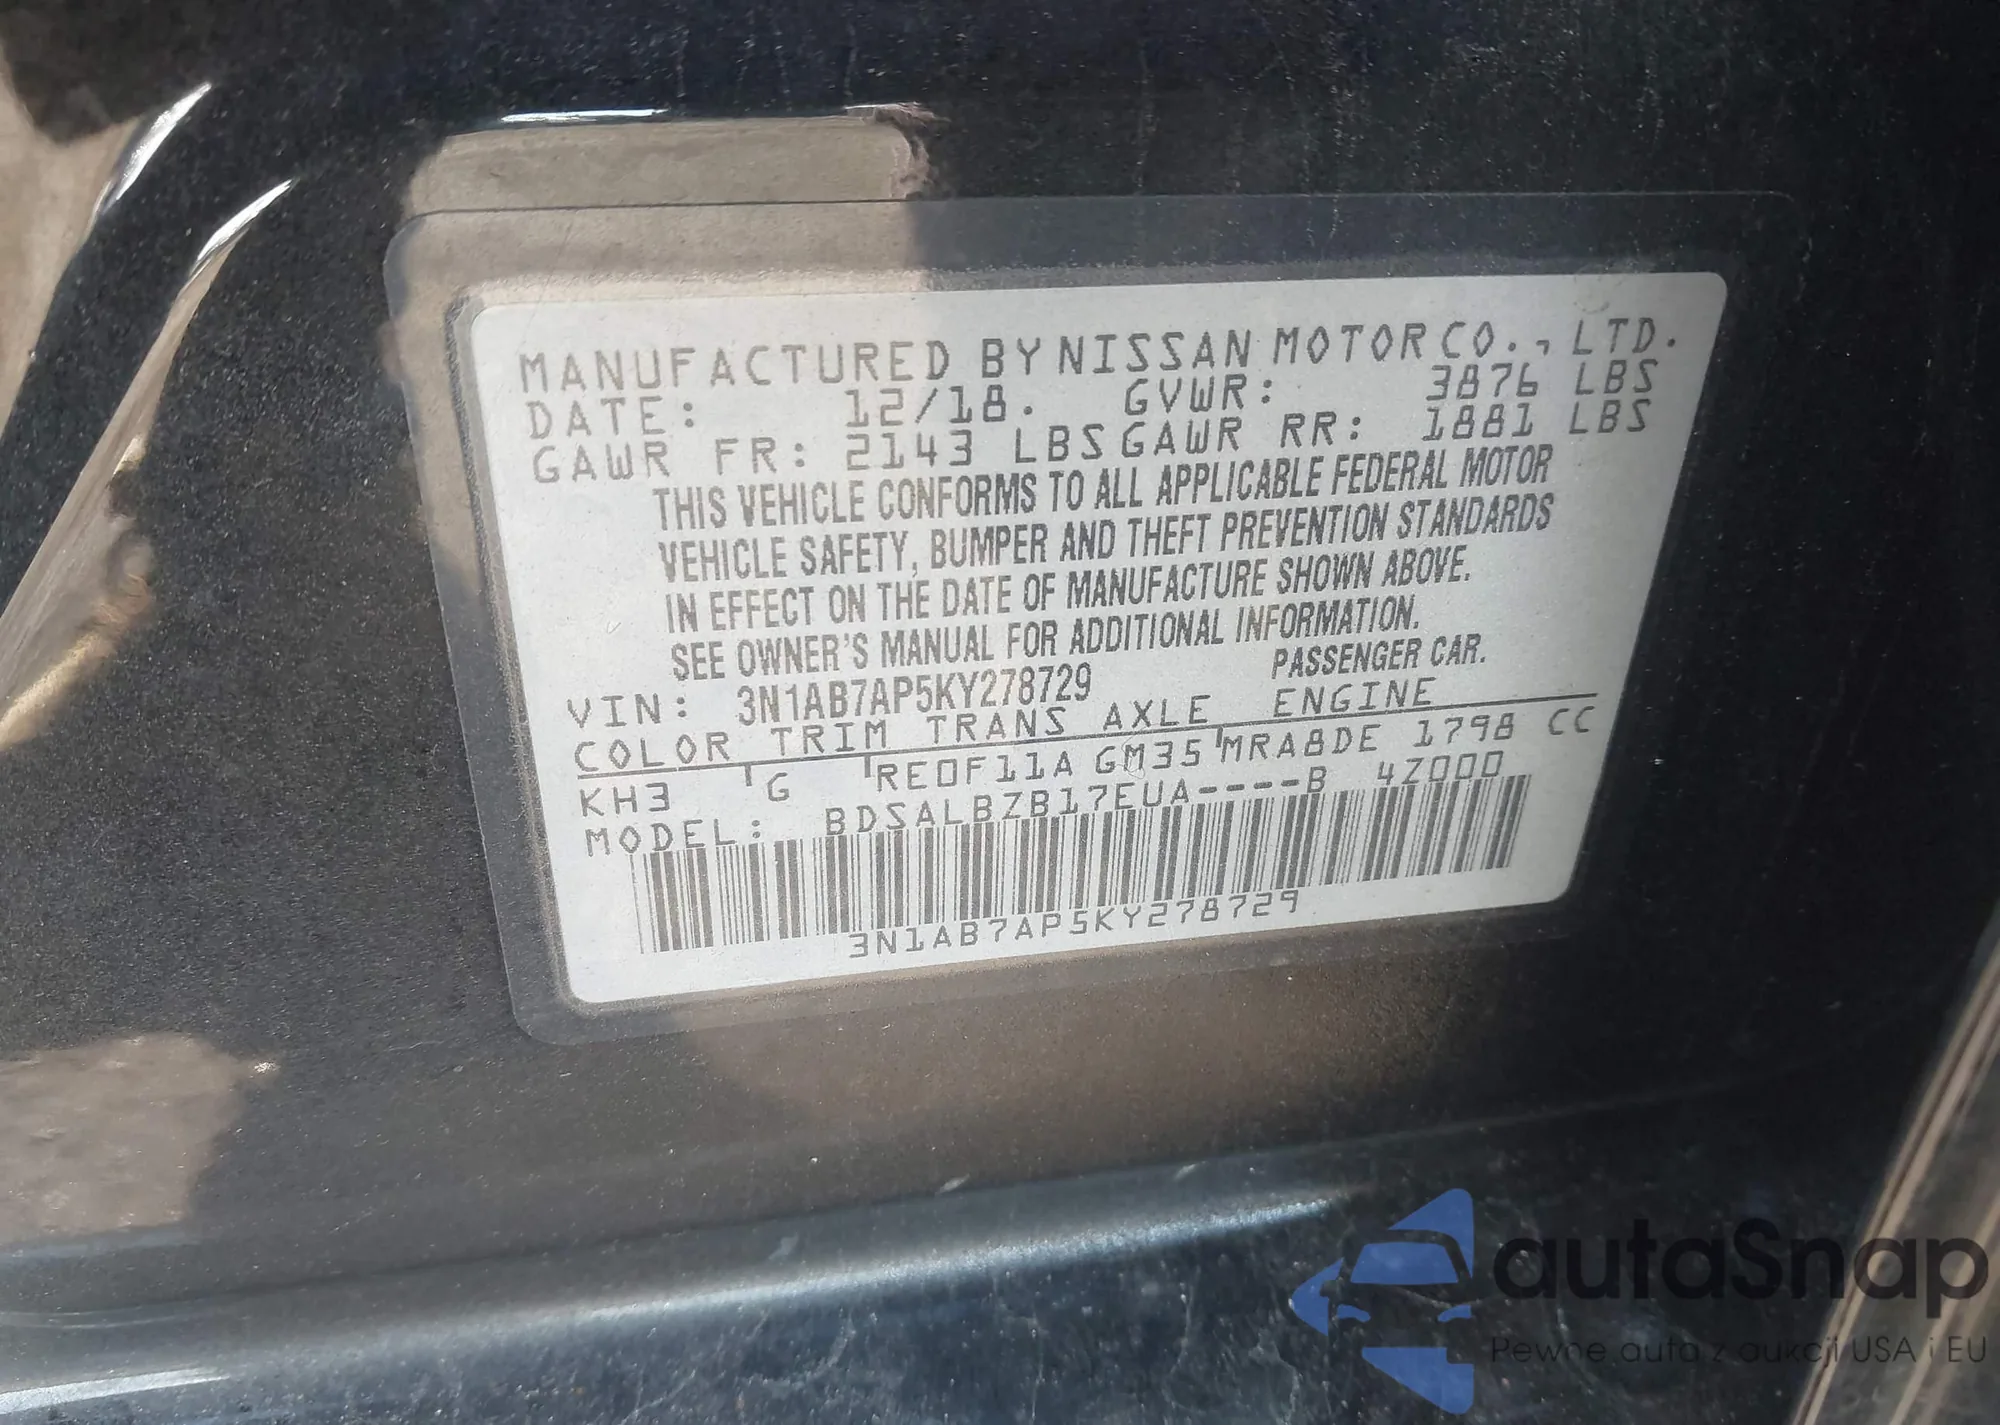 MANUFACTURED BY NISSAN MOTOR CO., LTD.
DATE: 12/18. GVWR: 3876 LBS
GAWR FR: 2143 LBS GAWR RR: 1881 LBS
THIS VEHICLE CONFORMS TO ALL APPLICABLE FEDERAL MOTOR
VEHICLE SAFETY, BUMPER AND THEFT PREVENTION STANDARDS
IN EFFECT ON THE DATE OF MANUFACTURE SHOWN ABOVE.
SEE OWNER'S MANUAL FOR ADDITIONAL INFORMATION.
VIN: 3N1AB7AP5KY278729 PASSENGER CAR.
COLOR TRIM TRANS AXLE ENGINE
KH3 G RE0F11A GM35 MRA8DE 1798 CC
MODEL: BDSALBZB17EUA----B 4Z000
3N1AB7AP5KY278729
autaSnap
Pewne auta z aukcji USA i EU